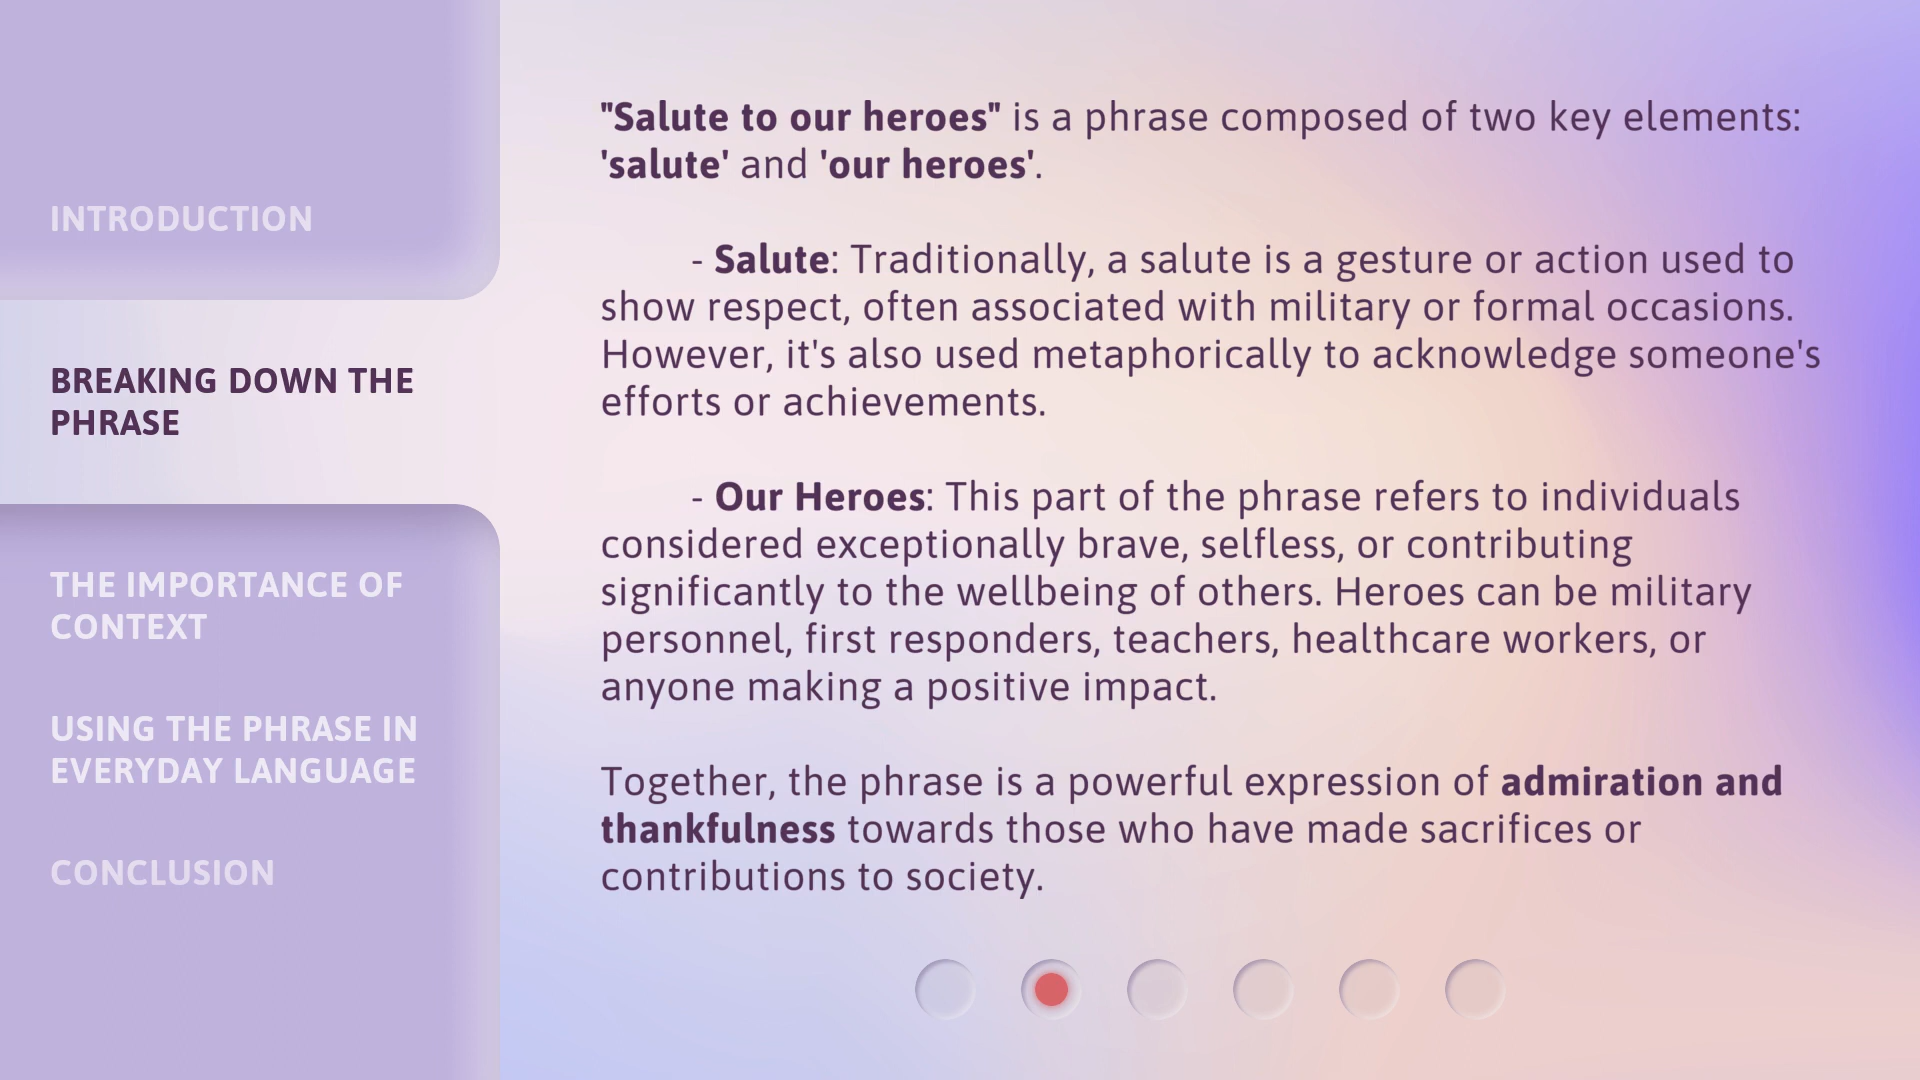 INTRODUCTION
BREAKING DOWN THE
PHRASE
THE IMPORTANCE OF
CONTEXT
USING THE PHRASE IN
EVERYDAY LANGUAGE
CONCLUSION
"Salute to our heroes" is a phrase composed of two key elements:
'salute' and 'our heroes'.
- Salute: Traditionally, a salute is a gesture or action used to
show respect, often associated with military or formal occasions.
However, it's also used metaphorically to acknowledge someone's
efforts or achievements.
- Our Heroes: This part of the phrase refers to individuals
considered exceptionally brave, selfless, or contributing
significantly to the wellbeing of others. Heroes can be military
personnel, first responders, teachers, healthcare workers, or
anyone making a positive impact.
Together, the phrase is a powerful expression of admiration and
thankfulness towards those who have made sacrifices or
contributions to society.